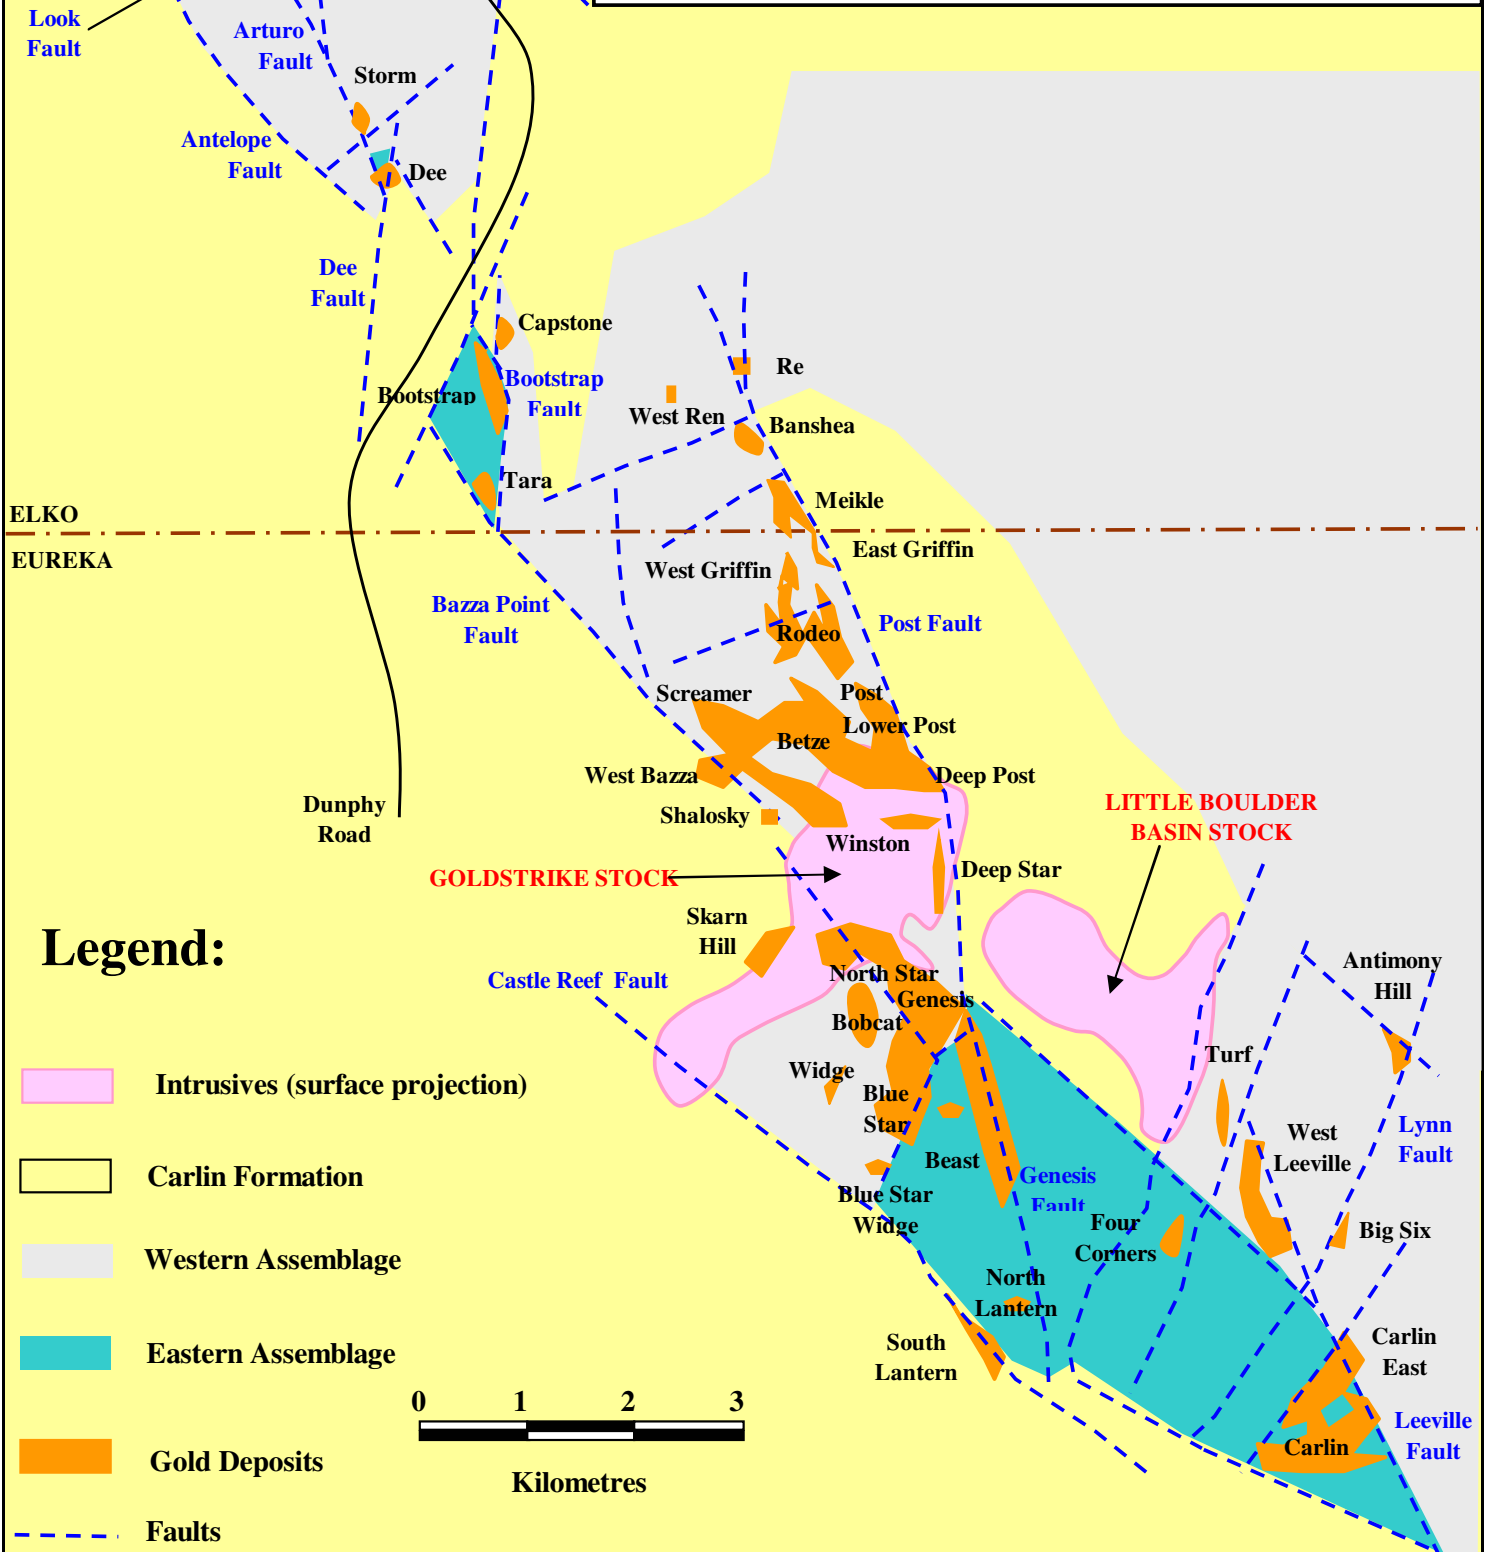 Look
Fault
Arturo
Fault
Storm
Antelope
Fault
Dee
Dee
Fault
Capstone
Bootstrap
Bootstrap
Fault
Re
West Ren
Banshea
Tara
Meikle
ELKO
EUREKA
East Griffin
West Griffin
Bazza Point
Fault
Post Fault
Rodeo
Screamer
Post
Lower Post
Betze
West Bazza
Deep Post
Dunphy
Road
Shalosky
LITTLE BOULDER
BASIN STOCK
Winston
Deep Star
GOLDSTRIKE STOCK
Skarn
Hill
Legend:
Castle Reef Fault
North Star
Genesis
Antimony
Hill
Bobcat
Turf
Widge
Intrusives (surface projection)
Blue
Star
Lynn
Fault
West
Leeville
Beast
Genesis
Fault
Carlin Formation
Blue Star
Widge
Four
Corners
Big Six
Western Assemblage
North
Lantern
South
Lantern
Carlin
East
Eastern Assemblage
0 1 2 3
Leeville
Fault
Carlin
Gold Deposits
Kilometres
Faults